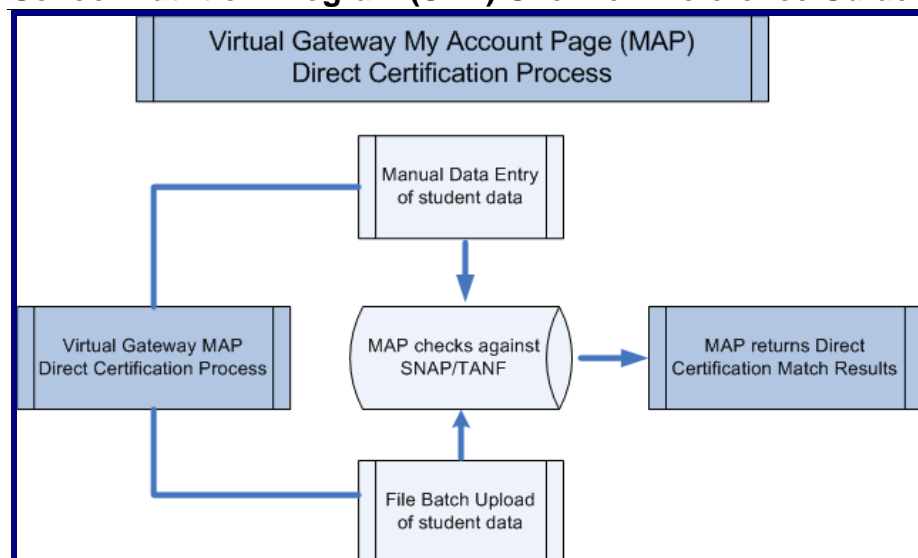 Virtual Gateway My Account Page (MAP)
Direct Certification Process
Manual Data Entry
of student data
Virtual Gateway MAP
Direct Certification Process
MAP checks against
SNAP/TANF
MAP returns Direct
Certification Match Results
File Batch Upload
of student data